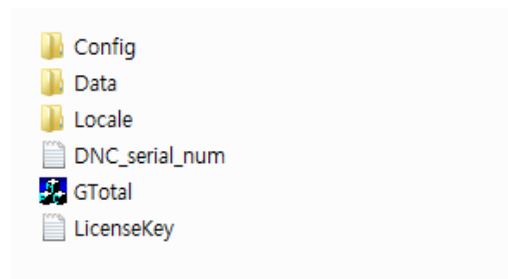 Config
Data
Locale
DNC_serial_num
GTotal
LicenseKey